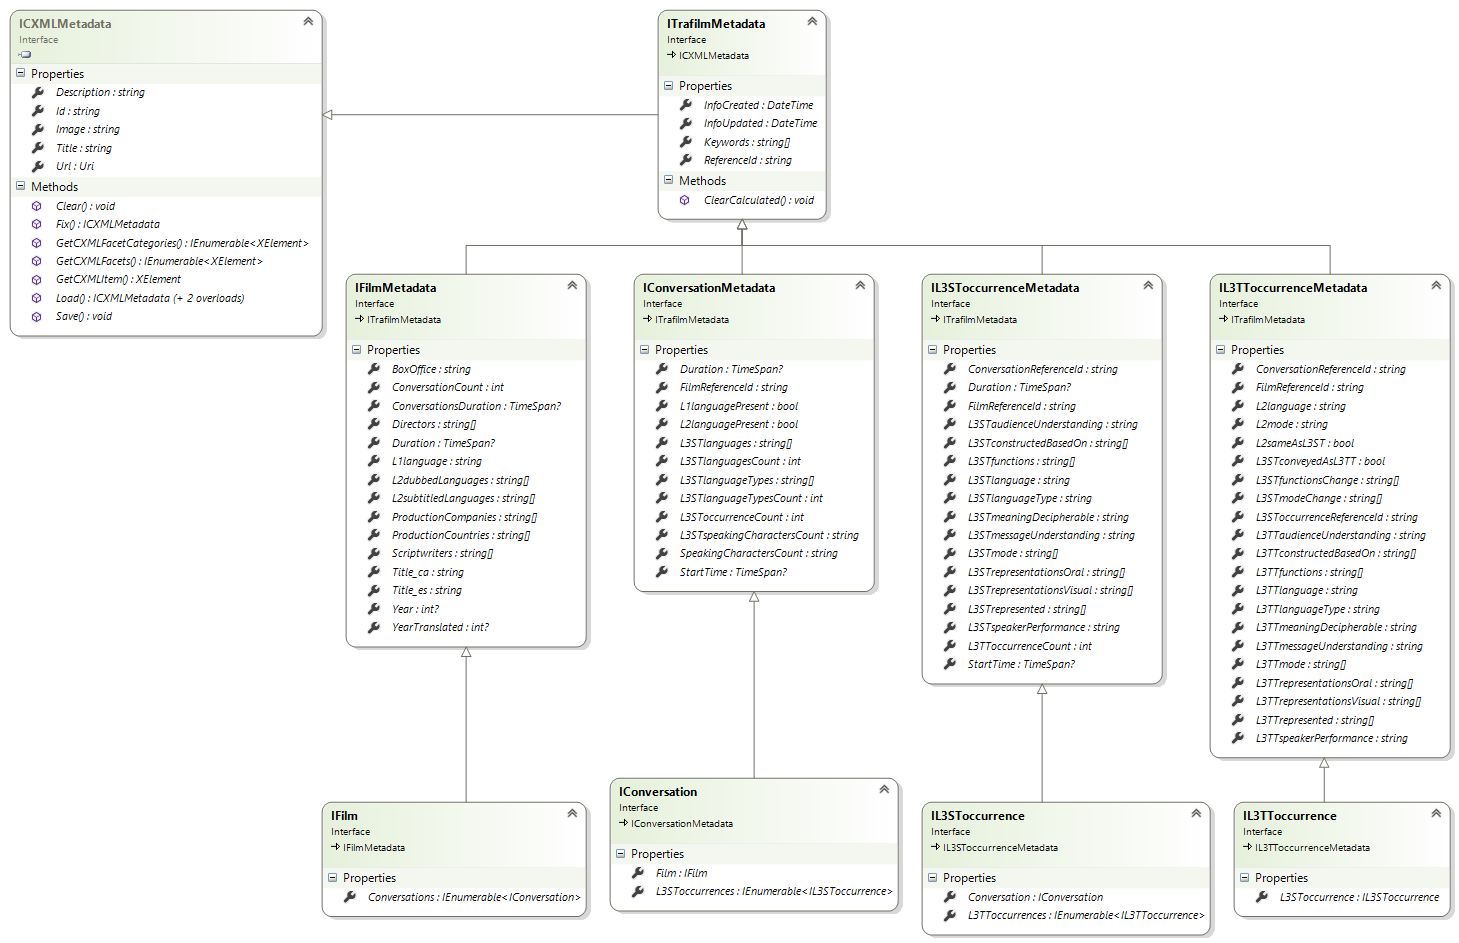 ICXMLMetadata
Interface
Properties
Description : string
Id : string
Image : string
Title : string
Url : Uri
Methods
Clear() : void
Fix() : ICXMLMetadata
GetCXMLFacetCategories() : IEnumerable<XElement>
GetCXMLFacets() : IEnumerable<XElement>
GetCXMLItem() : XElement
Load() : ICXMLMetadata (+ 2 overloads)
Save() : void
ITrafilmMetadata
Interface
ICXMLMetadata
Properties
InfoCreated : DateTime
InfoUpdated : DateTime
Keywords : string[]
ReferenceId : string
Methods
ClearCalculated() : void
IFilmMetadata
Interface
ITrafilmMetadata
Properties
BoxOffice : string
ConversationCount : int
ConversationsDuration : TimeSpan?
Directors : string[]
Duration : TimeSpan?
L1language : string
L2dubbedLanguages : string[]
L2subtitledLanguages : string[]
ProductionCompanies : string[]
ProductionCountries : string[]
Scriptwriters : string[]
Title_ca : string
Title_es : string
Year : int?
YearTranslated : int?
IConversationMetadata
Interface
ITrafilmMetadata
Properties
Duration : TimeSpan?
FilmReferenceId : string
L1languagePresent : bool
L2languagePresent : bool
L3STlanguages : string[]
L3STlanguagesCount : int
L3STlanguageTypes : string[]
L3STlanguageTypesCount : int
L3SToccurrenceCount : int
L3STspeakingCharactersCount : string
SpeakingCharactersCount : string
StartTime : TimeSpan?
IL3SToccurrenceMetadata
Interface
ITrafilmMetadata
Properties
ConversationReferenceId : string
Duration : TimeSpan?
FilmReferenceId : string
L3STaudienceUnderstanding : string
L3STconstructedBasedOn : string[]
L3STfunctions : string[]
L3STlanguage : string
L3STlanguageType : string
L3STmeaningDecipherable : string
L3STmessageUnderstanding : string
L3STmode : string[]
L3STrepresentationsOral : string[]
L3STrepresentationsVisual : string[]
L3STrepresented : string[]
L3STspeakerPerformance : string
L3TToccurrenceCount : int
StartTime : TimeSpan?
IL3TToccurrenceMetadata
Interface
ITrafilmMetadata
Properties
ConversationReferenceId : string
FilmReferenceId : string
L2language : string
L2mode : string
L2sameAsL3ST : bool
L3STconveyedAsL3TT : bool
L3STfunctionsChange : string[]
L3STmodeChange : string[]
L3SToccurrenceReferenceId : string
L3TTaudienceUnderstanding : string
L3TTconstructedBasedOn : string[]
L3TTfunctions : string[]
L3TTlanguage : string
L3TTlanguageType : string
L3TTmeaningDecipherable : string
L3TTmessageUnderstanding : string
L3TTmode : string[]
L3TTrepresentationsOral : string[]
L3TTrepresentationsVisual : string[]
L3TTrepresented : string[]
L3TTspeakerPerformance : string
IFilm
Interface
IFilmMetadata
Properties
Conversations : IEnumerable<IConversation>
IConversation
Interface
IConversationMetadata
Properties
Film : IFilm
L3SToccurrences : IEnumerable<IL3SToccurrence>
IL3SToccurrence
Interface
IL3SToccurrenceMetadata
Properties
Conversation : IConversation
L3TToccurrences : IEnumerable<IL3TToccurrence>
IL3TToccurrence
Interface
IL3TToccurrenceMetadata
Properties
L3SToccurrence : IL3SToccurrence